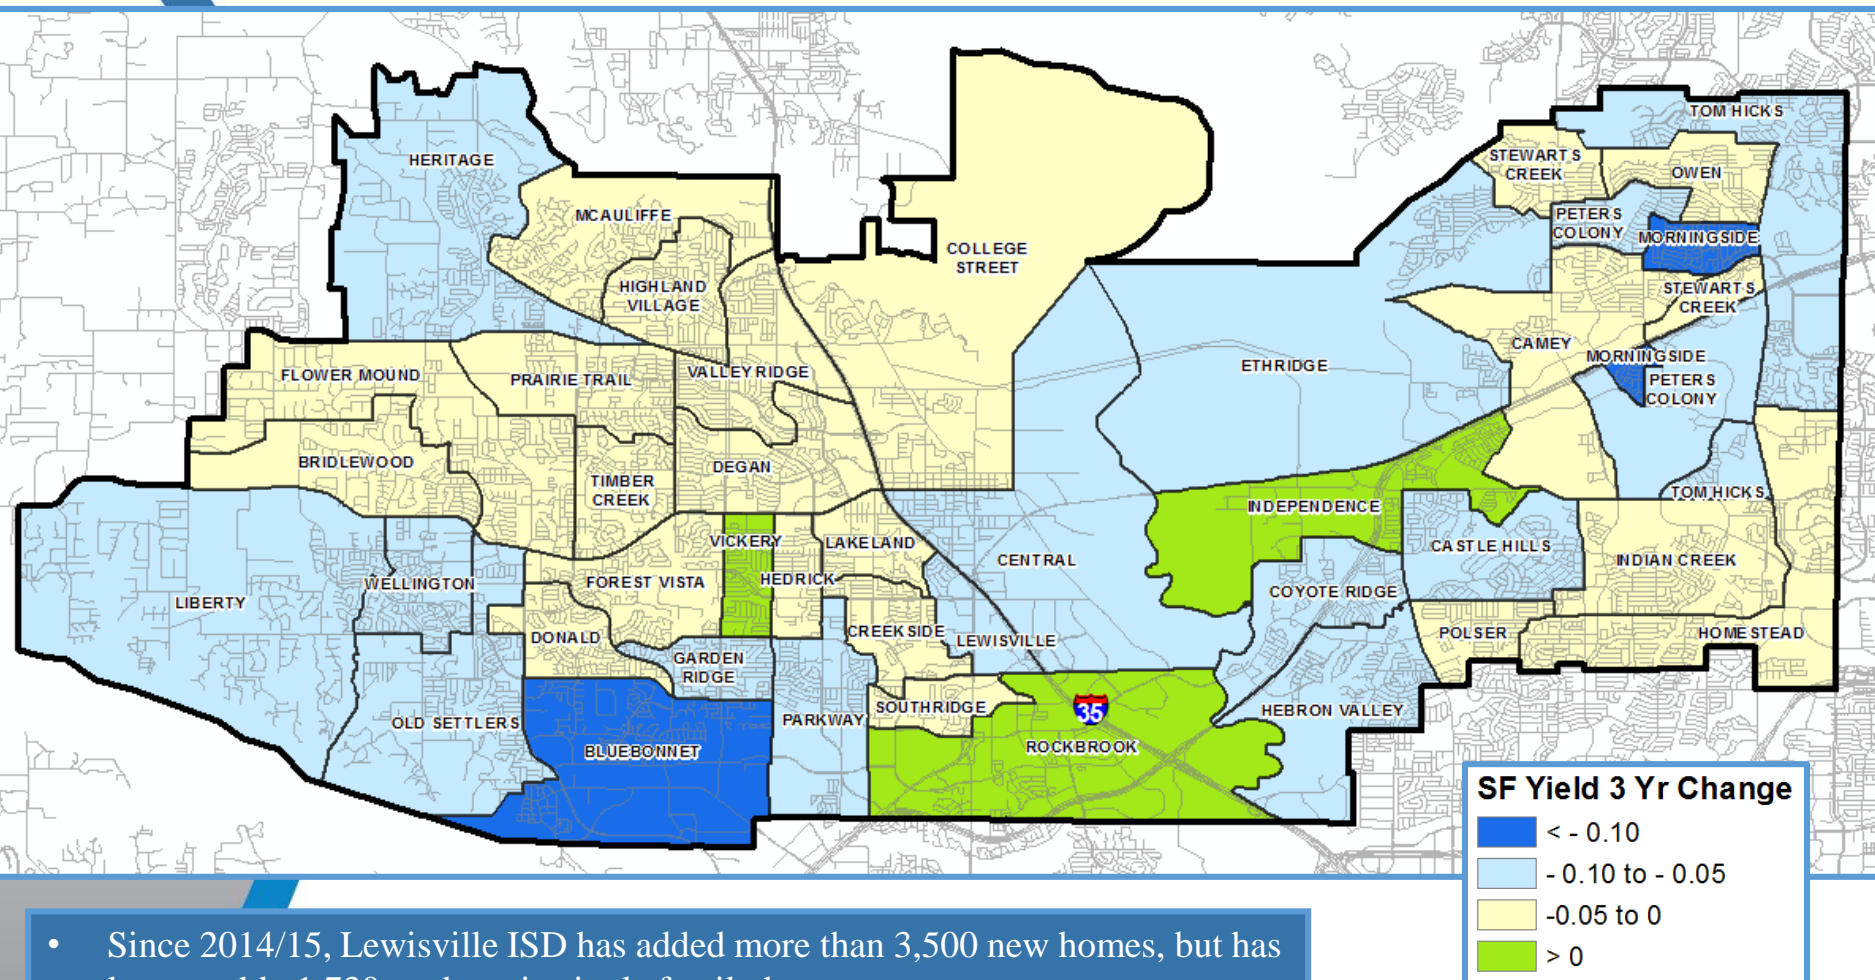 TOM HICKS
STEWARTS
CREEK
OWEN
HERITAGE
MCAULIFFE
PETERS
COLONY
MORNINGSIDE
COLLEGE
STREET
HIGHLAND
VILLAGE
STEWARTS
CREEK
CAMEY
MORNINGSIDE
ETHRIDGE
PETERS
COLONY
FLOWER MOUND
PRAIRIE TRAIL
VALLEY RIDGE
BRIDLEWOOD
DEGAN
TIMBER
CREEK
TOM HICKS
INDEPENDENCE
VICKERY
LAKELAND
CASTLE HILLS
CENTRAL
INDIAN CREEK
WELLINGTON
FOREST VISTA
HEDRICK
COYOTE RIDGE
LIBERTY
DONALD
CREEKSIDE
LEWISVILLE
POLSER
HOMESTEAD
GARDEN
RIDGE
OLD SETTLERS
PARKWAY
SOUTHRIDGE
35
HEBRON VALLEY
BLUEBONNET
ROCKBROOK
SF Yield 3 Yr Change
< - 0.10
- 0.10 to - 0.05
-0.05 to 0
> 0
• Since 2014/15, Lewisville ISD has added more than 3,500 new homes, but has